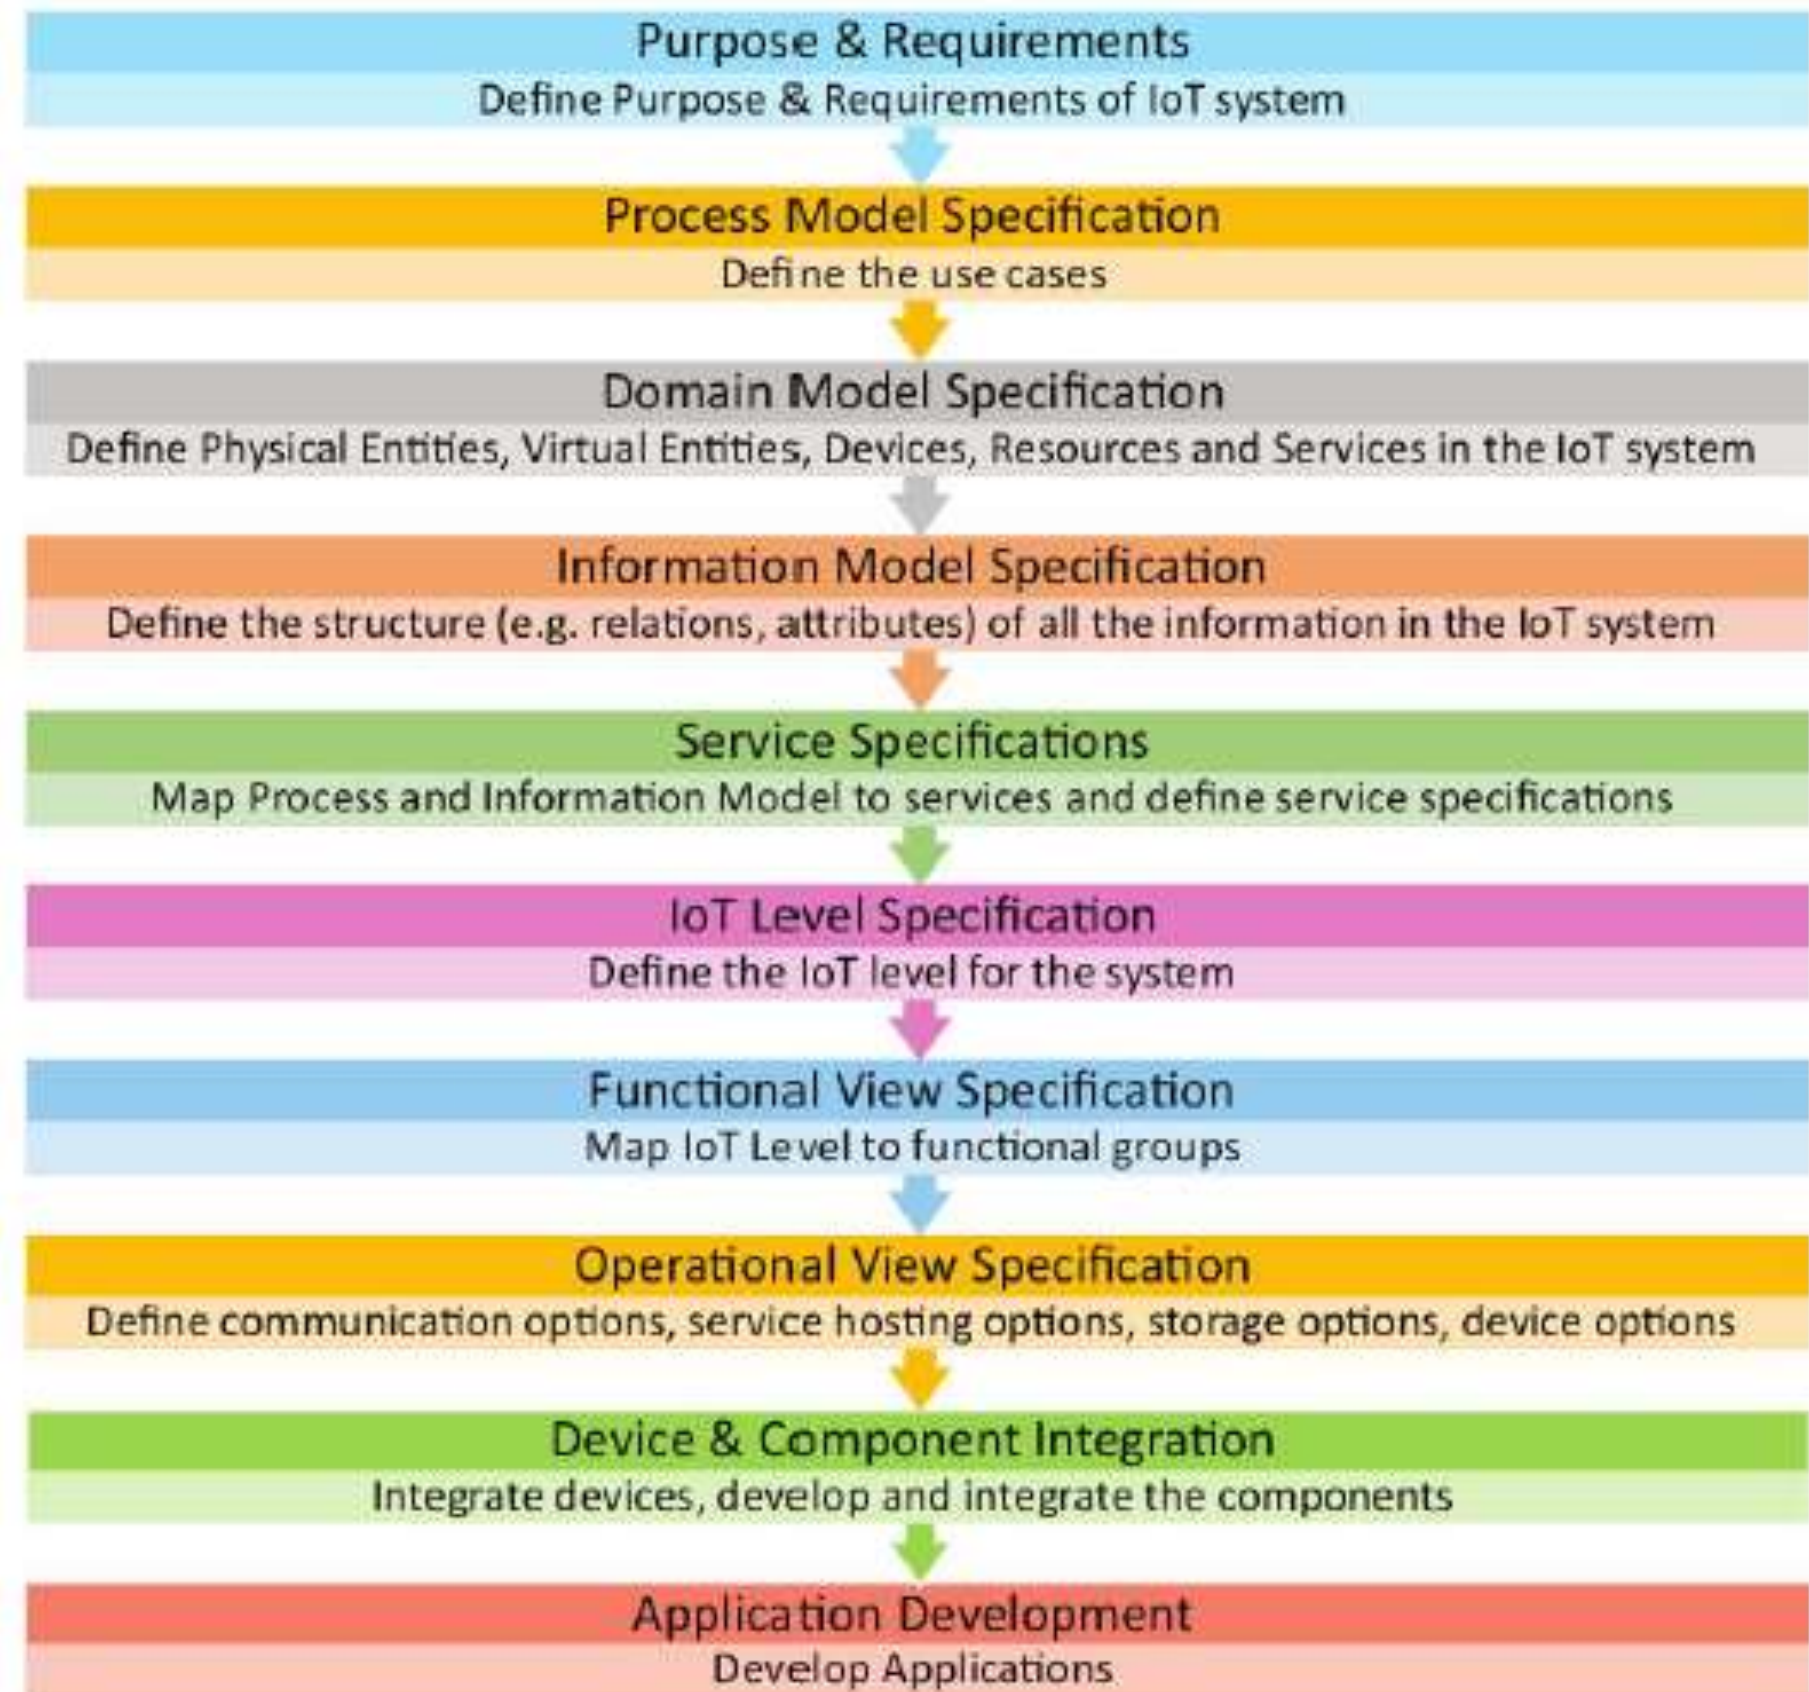 Purpose & Requirements
Define Purpose & Requirements of IoT system
Process Model Specification
Define the use cases
Domain Model Specification
Define Physical Entities, Virtual Entities, Devices, Resources and Services in the IoT system
Information Model Specification
Define the structure (e.g. relations, attributes) of all the information in the IoT system
Service Specifications
Map Process and Information Model to services and define service specifications
IoT Level Specification
Define the IoT level for the system
Functional View Specification
Map IoT Level to functional groups
Operational View Specification
Define communication options, service hosting options, storage options, device options
Device & Component Integration
Integrate devices, develop and integrate the components
Application Development
Develop Applications